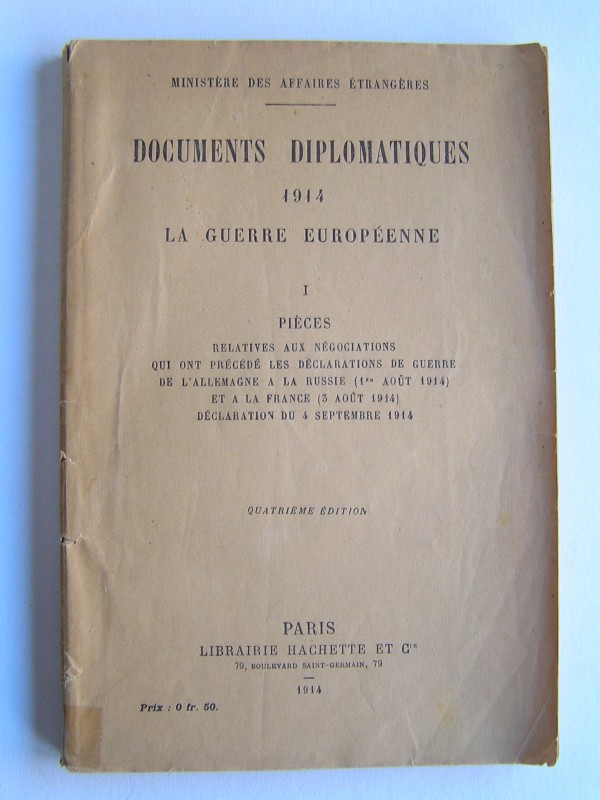 MINISTÈRE DES AFFAIRES ÉTRANGÈRES
DOCUMENTS DIPLOMATIQUES
1914
LA GUERRE EUROPÉENNE
I
PIÈCES
RELATIVES AUX NÉGOCIATIONS
QUI ONT PRÉCÉDÉ LES DÉCLARATIONS DE GUERRE
DE L'ALLEMAGNE A LA RUSSIE (1er AOÛT 1914)
ET A LA FRANCE (3 AOÛT 1914)
DÉCLARATION DU 4 SEPTEMBRE 1914
QUATRIÈME ÉDITION
PARIS
LIBRAIRIE HACHETTE ET Cie
79, BOULEVARD SAINT-GERMAIN, 79
1914
Prix : 0 fr. 50.